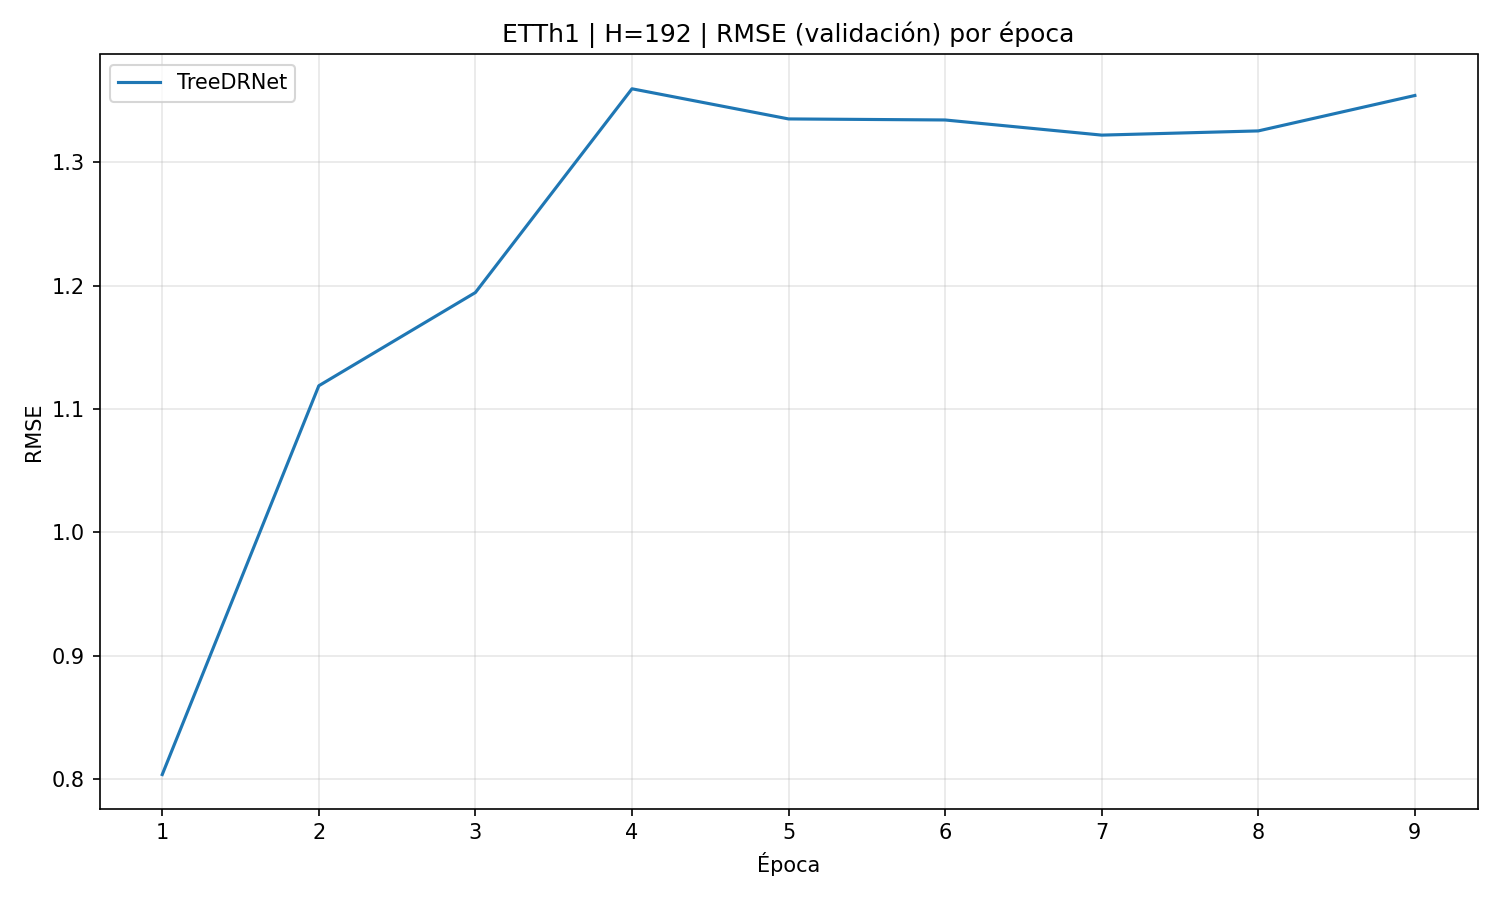 ETTh1 | H=192 | RMSE (validación) por época
TreeDRNet
RMSE
1.3
1.2
1.1
1.0
0.9
0.8
1 2 3 4 5 6 7 8 9
Época